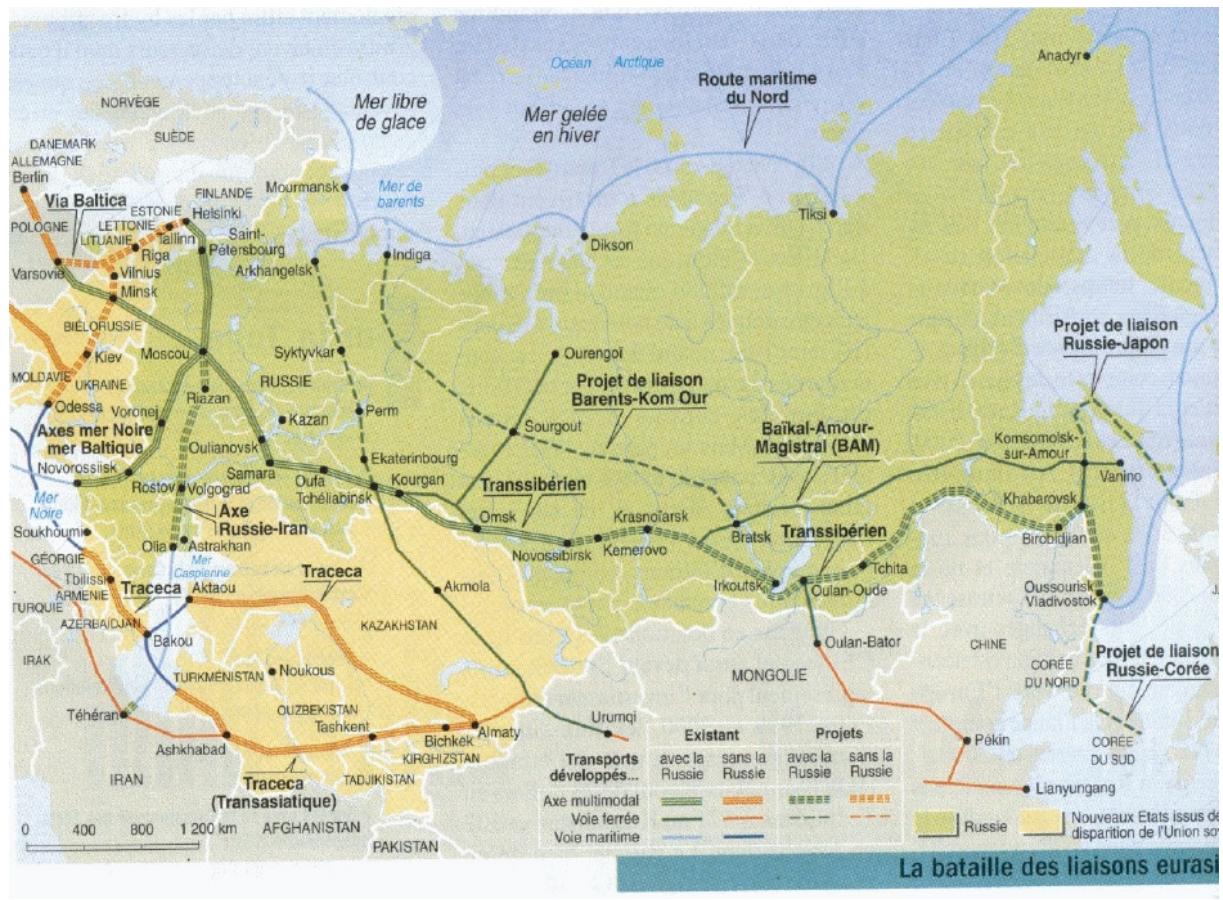 Anadyr
Océan Arctique
Route maritime
du Nord
Mer libre
de glace
Mer gelée
en hiver
NORVÈGE
SUÈDE
DANEMARK
ALLEMAGNE
Berlin
Via Baltica
FINLANDE
Mourmansk
Mer de
barents
ESTONIE
Helsinki
POLOGNE
LETTONIE
LITUANIE
Tallinn
Saint-
Pétersbourg
Tiksi
Dikson
Riga
Indiga
Varsovie
Vilnius
Arkhangelsk
Minsk
BIÉLORUSSIE
Projet de liaison
Russie-Japon
Moscou
Syktyvkar
Ourengoï
Kiev
MOLDAVIE
UKRAINE
RUSSIE
Projet de liaison
Barents-Kom Our
Riazan
Odessa
Voronej
Kazan
Perm
Axes mer Noire
mer Baltique
Sourgout
Baïkal-Amour-
Magistral (BAM)
Oulianovsk
Komsomolsk-
sur-Amour
Ekaterinbourg
Vanino
Novorossiisk
Samara
Rostov
Volgograd
Oufa
Tchéliabinsk
Kourgan
Transsibérien
Khabarovsk
Mer
Noire
Axe
Russie-Iran
Omsk
Krasnoïarsk
Bratsk
Transsibérien
Soukhoumi
Birobidjan
Olia
Astrakhan
Novossibirsk
Kemerovo
GÉORGIE
Mer
Caspienne
Tchita
Tbilissi
Traceca
Traceca
Aktaou
Akmola
Irkoutsk
Oulan-Oude
Oussourisk
Vladivostok
ARMENIE
TURQUIE
AZERBAÏDJAN
KAZAKHSTAN
Bakou
Oulan-Bator
CHINE
IRAK
MONGOLIE
CORÉE
DU NORD
Projet de liaison
Russie-Corée
TURKMÉNISTAN
Noukous
OUZBEKISTAN
Téhéran
Tashkent
Urumqi
Ashkhabad
Bichkek
Almaty
KIRGHIZSTAN
Pékin
CORÉE
DU SUD
IRAN
TADJIKISTAN
Traceca
(Transasiatique)
Lianyungang
AFGHANISTAN
PAKISTAN
0 400 800 1200 km
Existant Projets
Transports
développés...
avec la Russie sans la Russie avec la Russie sans la Russie
Axe multimodal
Voie ferrée
Voie maritime
Russie
Nouveaux Etats issus de
disparition de l'Union sov
La bataille des liaisons eurasi